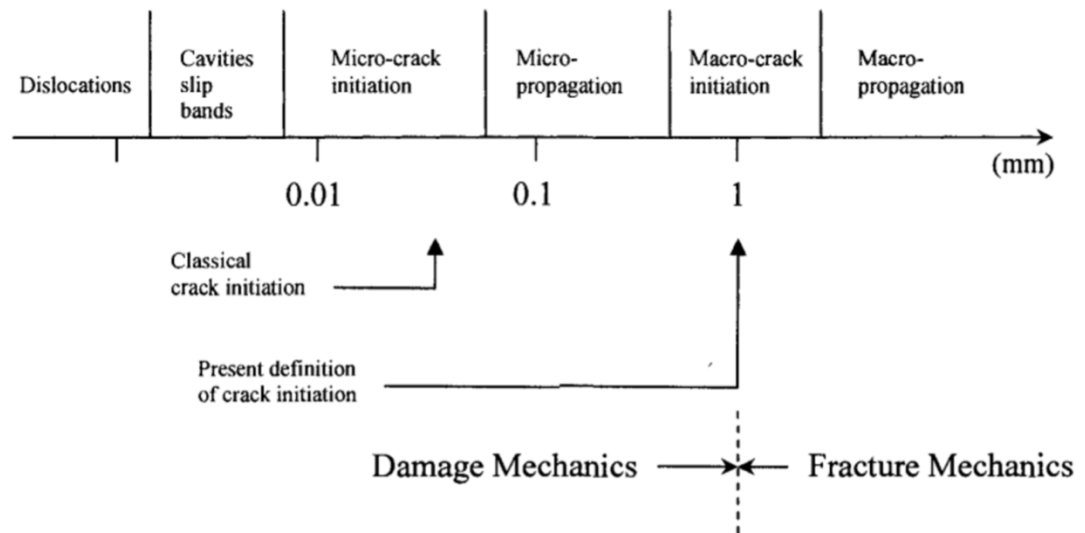 Dislocations
Cavities
slip
bands
Micro-crack
initiation
Micro-
propagation
Macro-crack
initiation
Macro-
propagation
(mm)
0.01
0.1
1
Classical
crack initiation
Present definition
of crack initiation
Damage Mechanics
Fracture Mechanics